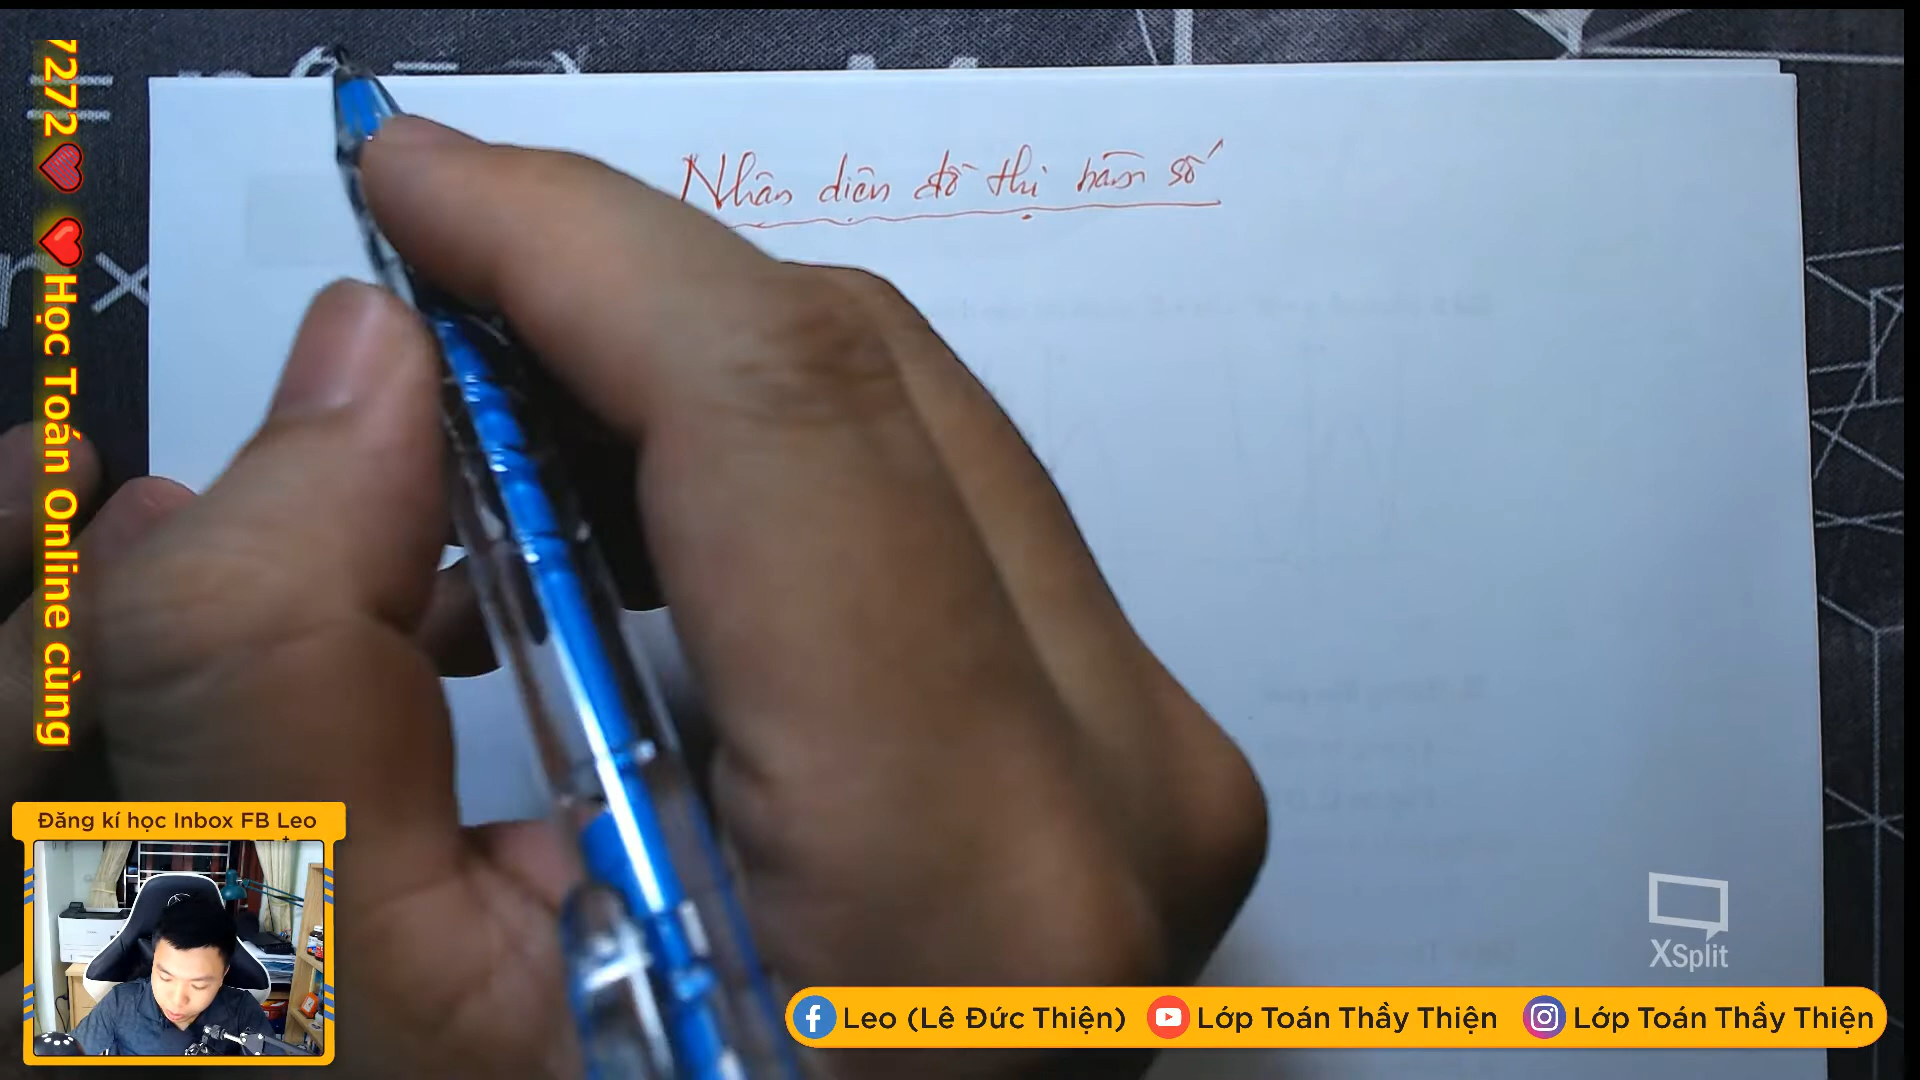 Nhân diện đồ thị hàm số
7272💗 ❤️Học Toán Online cùng
Đăng kí học Inbox FB Leo
XSplit
Leo (Lê Đức Thiện) Lớp Toán Thầy Thiện Lớp Toán Thầy Thiện